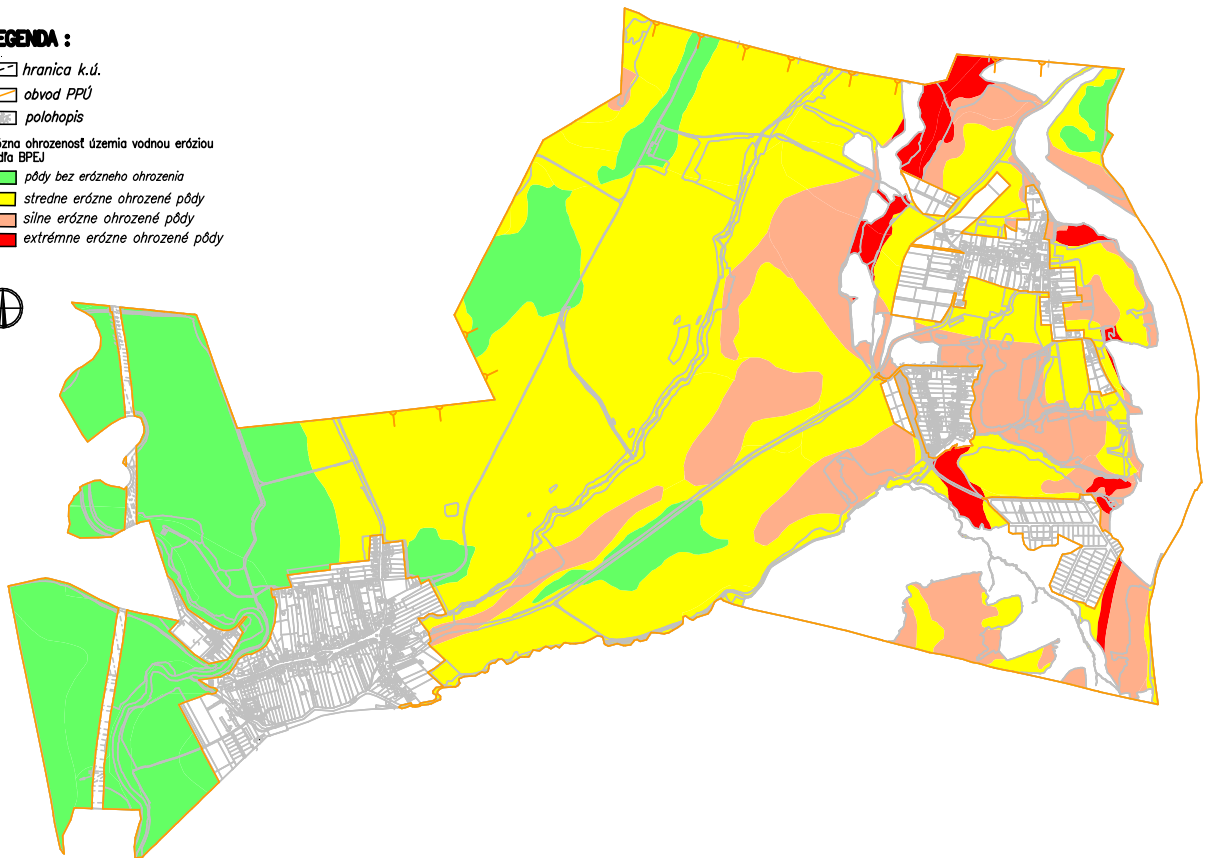 EGENDA :
hranica k.ú.
obvod PPÚ
polohopis
ózna ohrozenosť územia vodnou eróziou
dľa BPEJ
pôdy bez erózneho ohrozenia
stredne erózne ohrozené pôdy
silne erózne ohrozené pôdy
extrémne erózne ohrozené pôdy